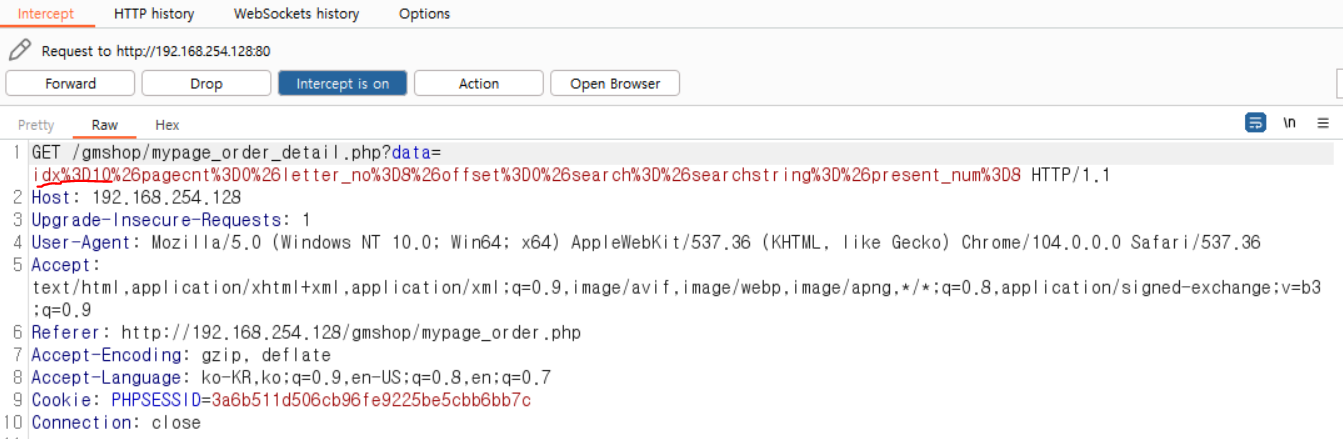 Intercept HTTP history WebSockets history Options
Request to http://192.168.254.128:80
Forward Drop Intercept is on Action Open Browser
Pretty Raw Hex \n
1 GET /gmshop/mypage_order_detail.php?data=
idx%3D10%26pagecnt%3D0%26letter_no%3D8%26offset%3D0%26search%3D%26searchstring%3D%26present_num%3D8 HTTP/1.1
2 Host: 192.168.254.128
3 Upgrade-Insecure-Requests: 1
4 User-Agent: Mozilla/5.0 (Windows NT 10.0; Win64; x64) AppleWebKit/537.36 (KHTML, like Gecko) Chrome/104.0.0.0 Safari/537.36
5 Accept:
text/html,application/xhtml+xml,application/xml;q=0.9,image/avif,image/webp,image/apng,*/*;q=0.8,application/signed-exchange;v=b3
;q=0.9
6 Referer: http://192.168.254.128/gmshop/mypage_order.php
7 Accept-Encoding: gzip, deflate
8 Accept-Language: ko-KR,ko;q=0.9,en-US;q=0.8,en;q=0.7
9 Cookie: PHPSESSID=3a6b511d506cb96fe9225be5cbb6bb7c
10 Connection: close